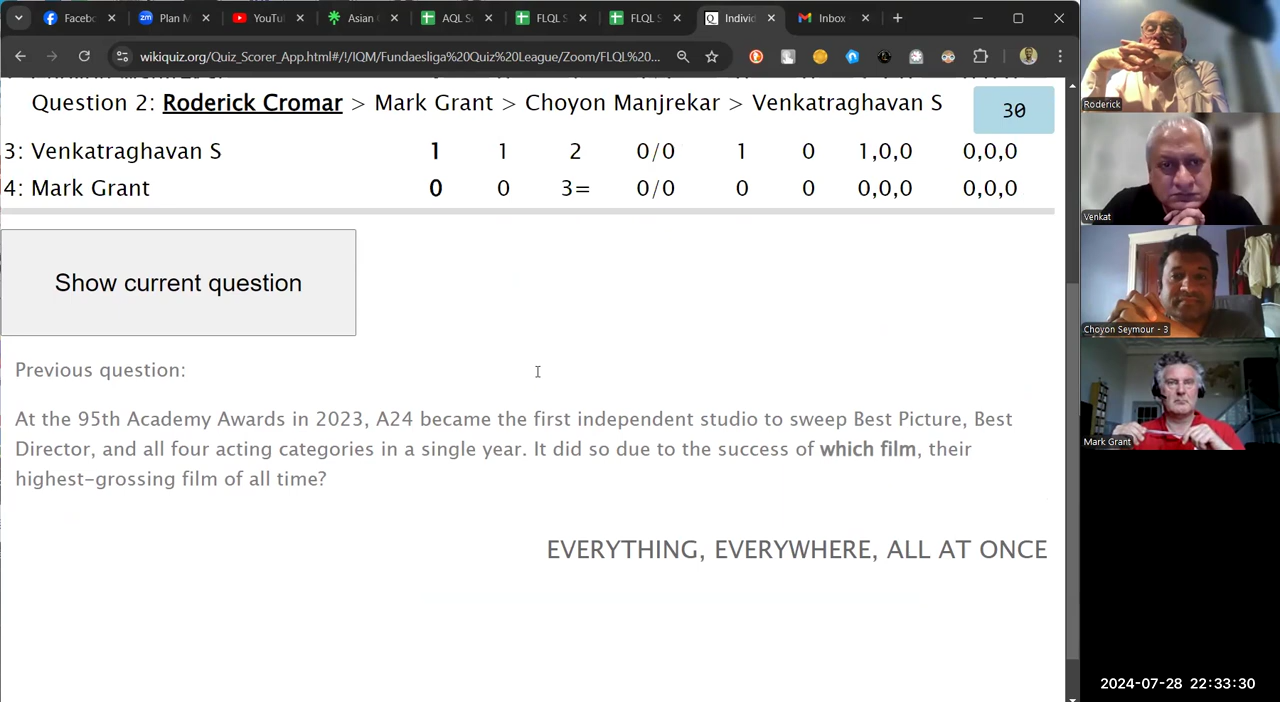 Facebo
Plan M
YouTu
Asian
AQL S
FLQL S
FLQL
Individ
Inbox
wikiquiz.org/Quiz_Scorer_App.html#/!/IQM/Fundaesliga%20Quiz%20League/Zoom/FLQL%20...
Question 2: Roderick Cromar > Mark Grant > Choyon Manjrekar > Venkatraghavan S
30
3: Venkatraghavan S 1 1 2 0/0 1 0 1,0,0 0,0,0
4: Mark Grant 0 0 3= 0/0 0 0 0,0,0 0,0,0
Show current question
Previous question:
At the 95th Academy Awards in 2023, A24 became the first independent studio to sweep Best Picture, Best
Director, and all four acting categories in a single year. It did so due to the success of which film, their
highest-grossing film of all time?
EVERYTHING, EVERYWHERE, ALL AT ONCE
Roderick
Venkat
Choyon Seymour - 3
Mark Grant
2024-07-28 22:33:30